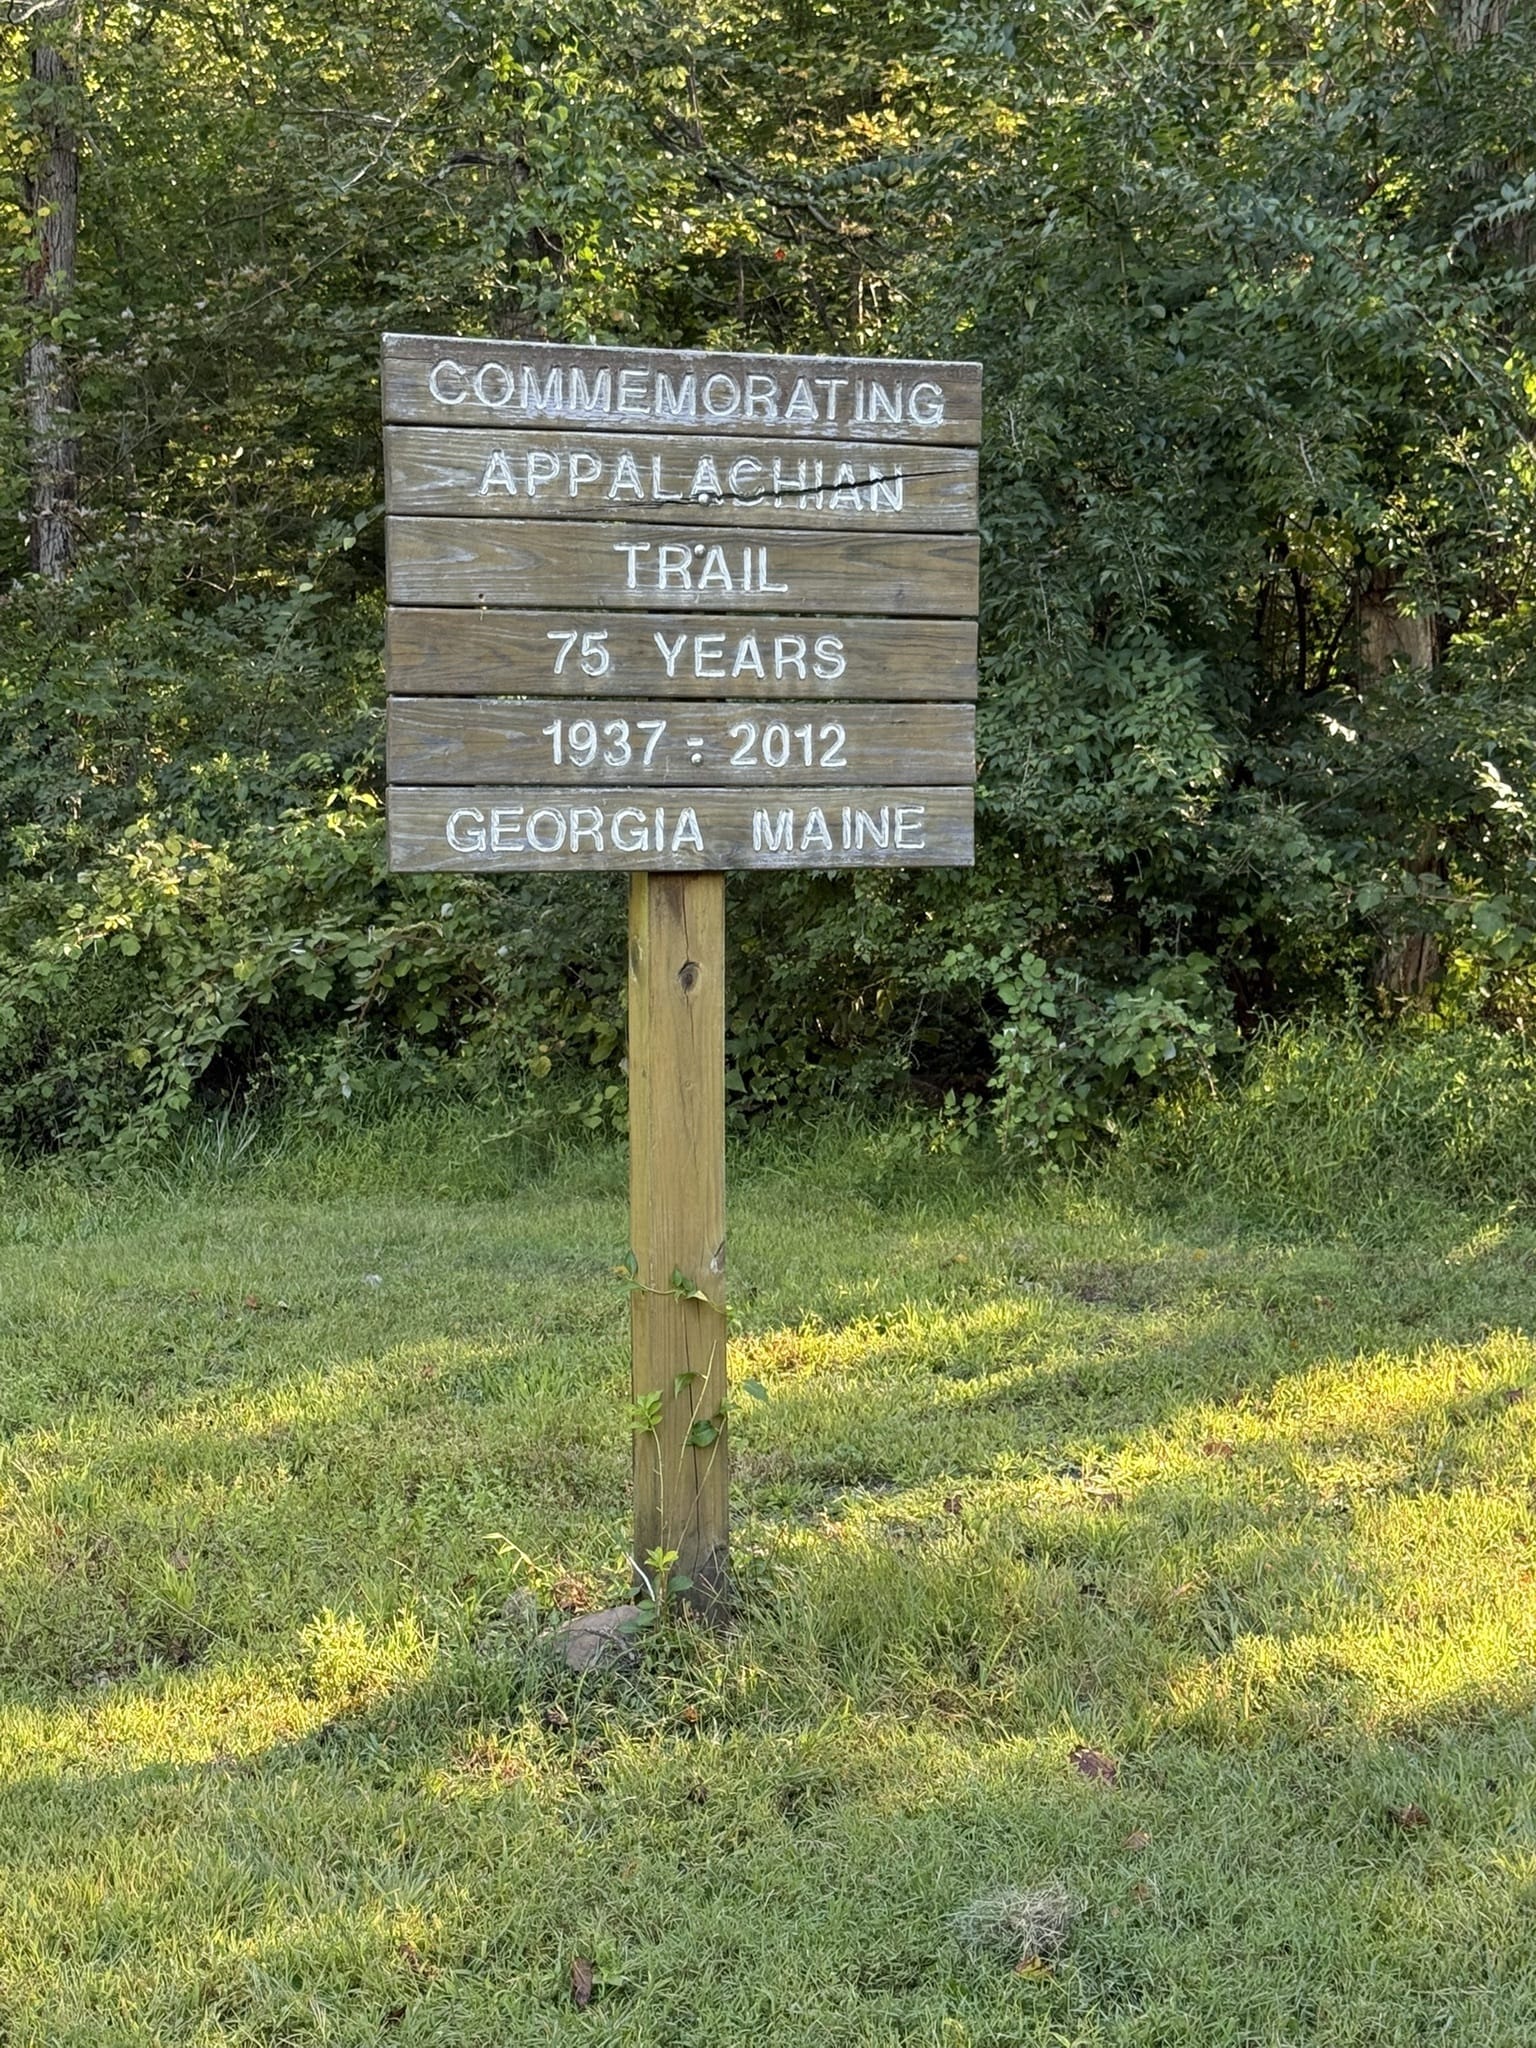 COMMEMORATING
APPALACHIAN
TRAIL
75 YEARS
1937 - 2012
GEORGIA MAINE